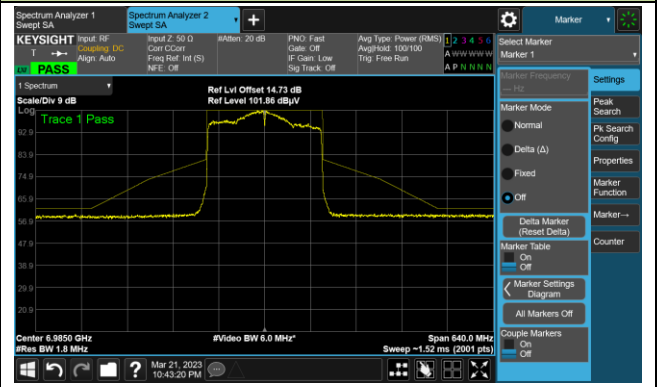 Spectrum Analyzer 1
Swept SA
Spectrum Analyzer 2
Swept SA
Marker
KEYSIGHT
Input: RF
Coupling: DC
Align: Auto
Input Z: 50 Ω
Corr CCorr
Freq Ref: Int (S)
NFE: Off
#Atten: 20 dB
PNO: Fast
Gate: Off
IF Gain: Low
Sig Track: Off
Avg Type: Power (RMS)
Avg|Hold: 100/100
Trig: Free Run
1 2 3 4 5 6
A W W W W W
A P N N N N
T
PASS
Select Marker
Marker 1
1 Spectrum
Scale/Div 9 dB
Ref Lvl Offset 14.73 dB
Ref Level 101.86 dBµV
Log
Trace 1 Pass
92.9
83.9
74.9
65.9
56.9
47.9
38.9
29.9
20.9
Center 6.9850 GHz
#Res BW 1.8 MHz
#Video BW 6.0 MHz*
Span 640.0 MHz
Sweep ~1.52 ms (2001 pts)
Marker Frequency
--- Hz
Marker Mode
Normal
Delta (Δ)
Fixed
Off
Delta Marker
(Reset Delta)
Marker Table
On
Off
Marker Settings
Diagram
All Markers Off
Couple Markers
On
Off
Settings
Peak
Search
Pk Search
Config
Properties
Marker
Function
Marker→
Counter
Mar 21, 2023
10:43:20 PM